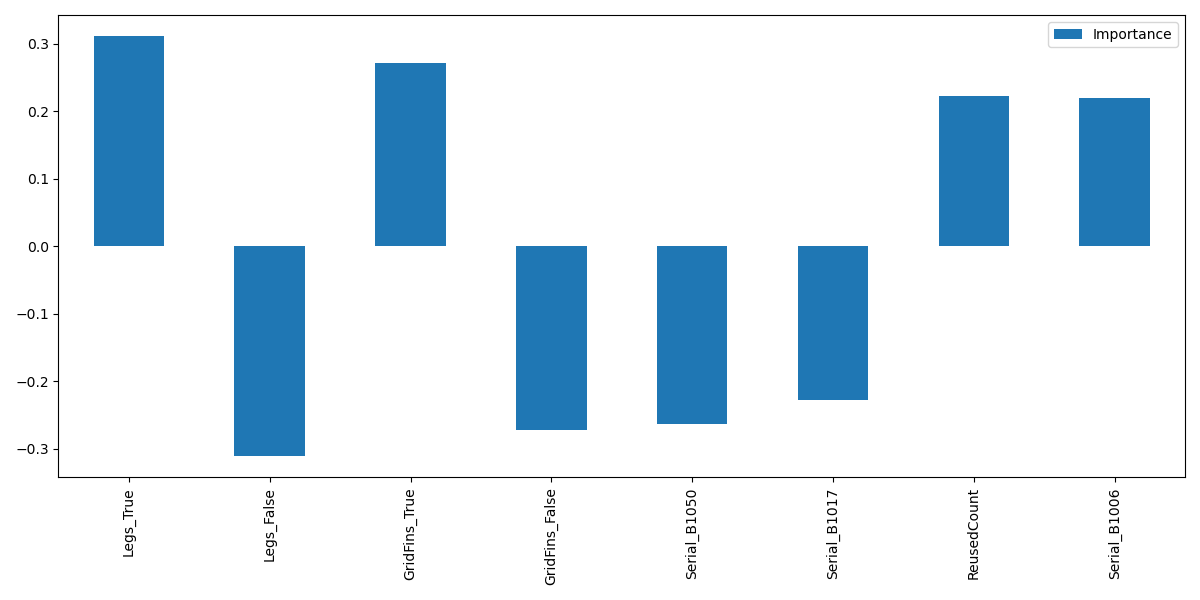 Importance
0.3
0.2
0.1
0.0
−0.1
−0.2
−0.3
Legs_True
Legs_False
GridFins_True
GridFins_False
Serial_B1050
Serial_B1017
ReusedCount
Serial_B1006